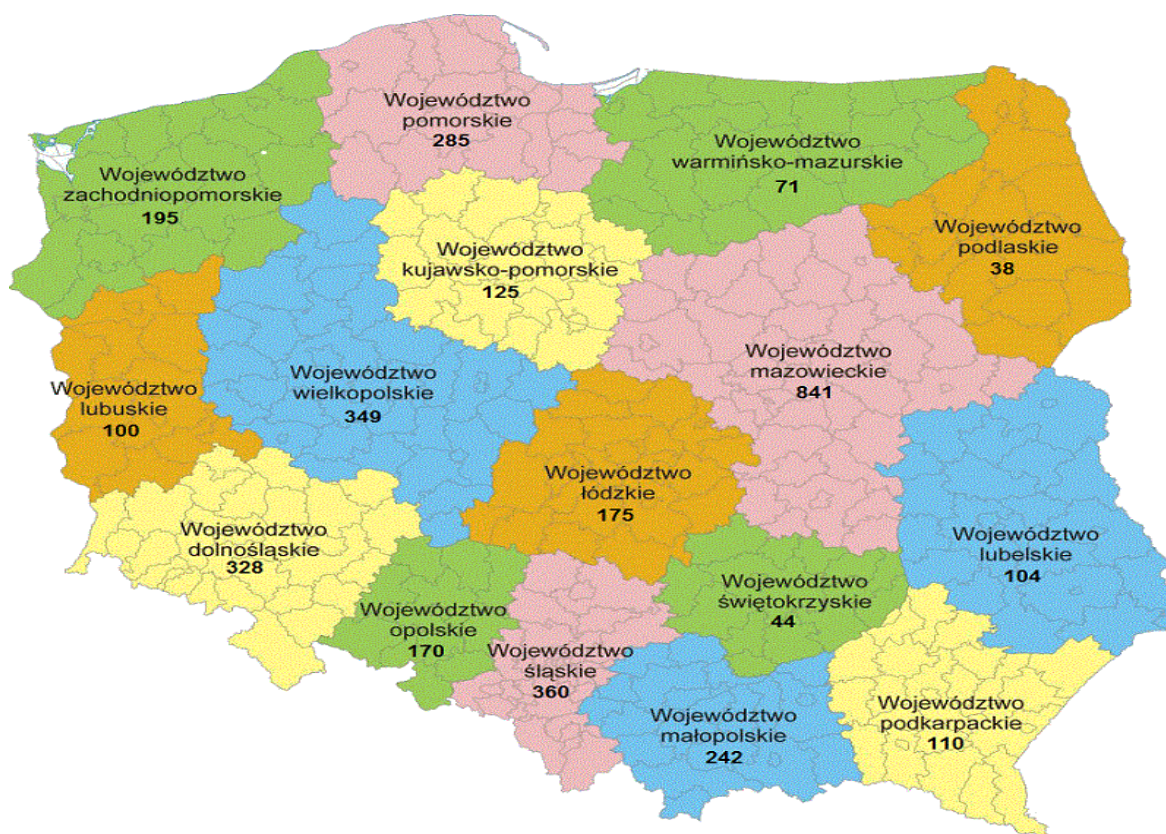 Województwo
pomorskie
285
Województwo
warmińsko-mazurskie
71
Województwo
zachodniopomorskie
195
Województwo
podlaskie
38
Województwo
kujawsko-pomorskie
125
Województwo
mazowieckie
841
Województwo
wielkopolskie
349
Województwo
lubuskie
100
Województwo
łódzkie
175
Województwo
dolnośląskie
328
Województwo
lubelskie
104
Województwo
świętokrzyskie
44
Województwo
opolskie
170
Województwo
śląskie
360
Województwo
małopolskie
242
Województwo
podkarpackie
110